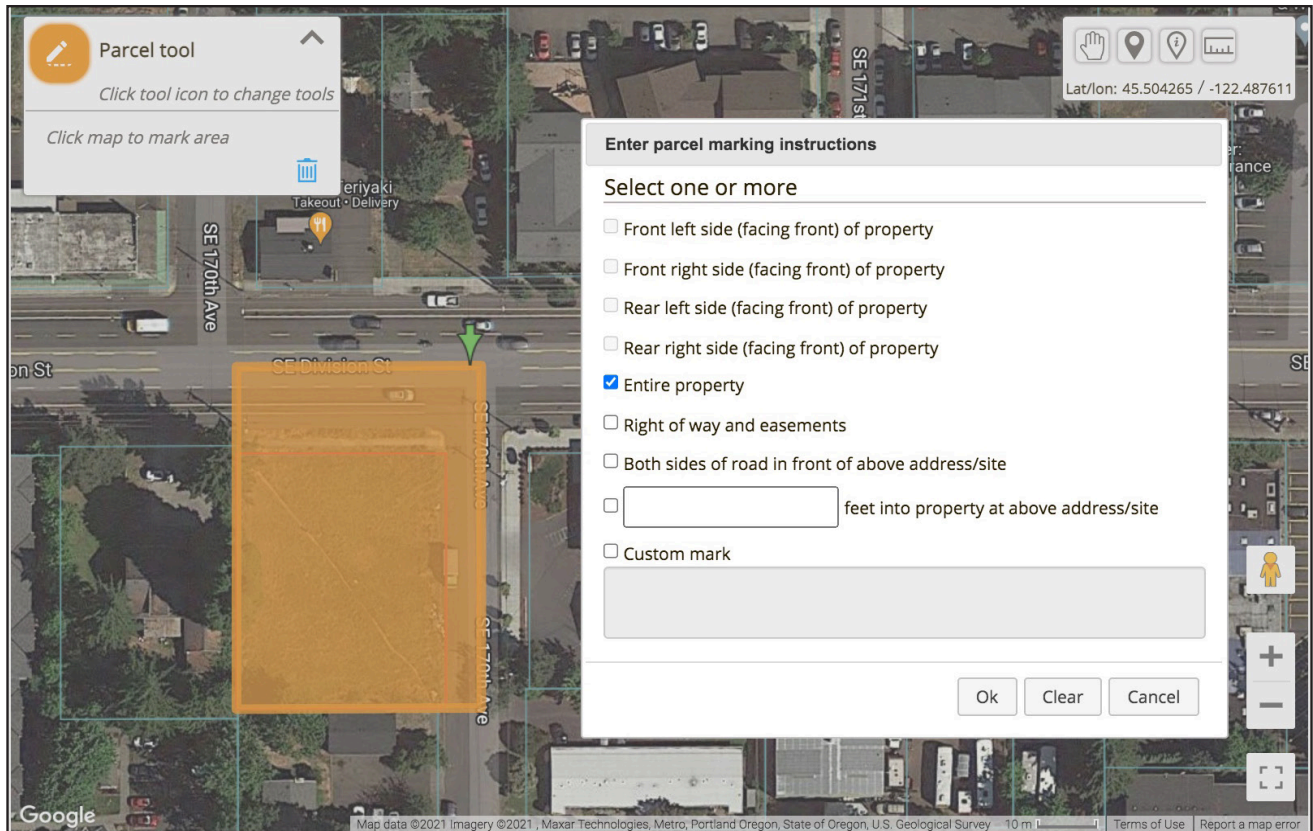 Parcel tool
Click tool icon to change tools
Click map to mark area
eriyaki
Takeout • Delivery
SE 170th Ave
SE 171st
Lat/lon: 45.504265 / -122.487611
er:
rance
Enter parcel marking instructions
Select one or more
Front left side (facing front) of property
Front right side (facing front) of property
Rear left side (facing front) of property
Rear right side (facing front) of property
Entire property
Right of way and easements
Both sides of road in front of above address/site
feet into property at above address/site
Custom mark
Ok Clear Cancel
on St
SE Division St
SE
SE 170th Ave
SE 170th Ave
Google
Map data ©2021 Imagery ©2021 , Maxar Technologies, Metro, Portland Oregon, State of Oregon, U.S. Geological Survey 10 m Terms of Use Report a map error